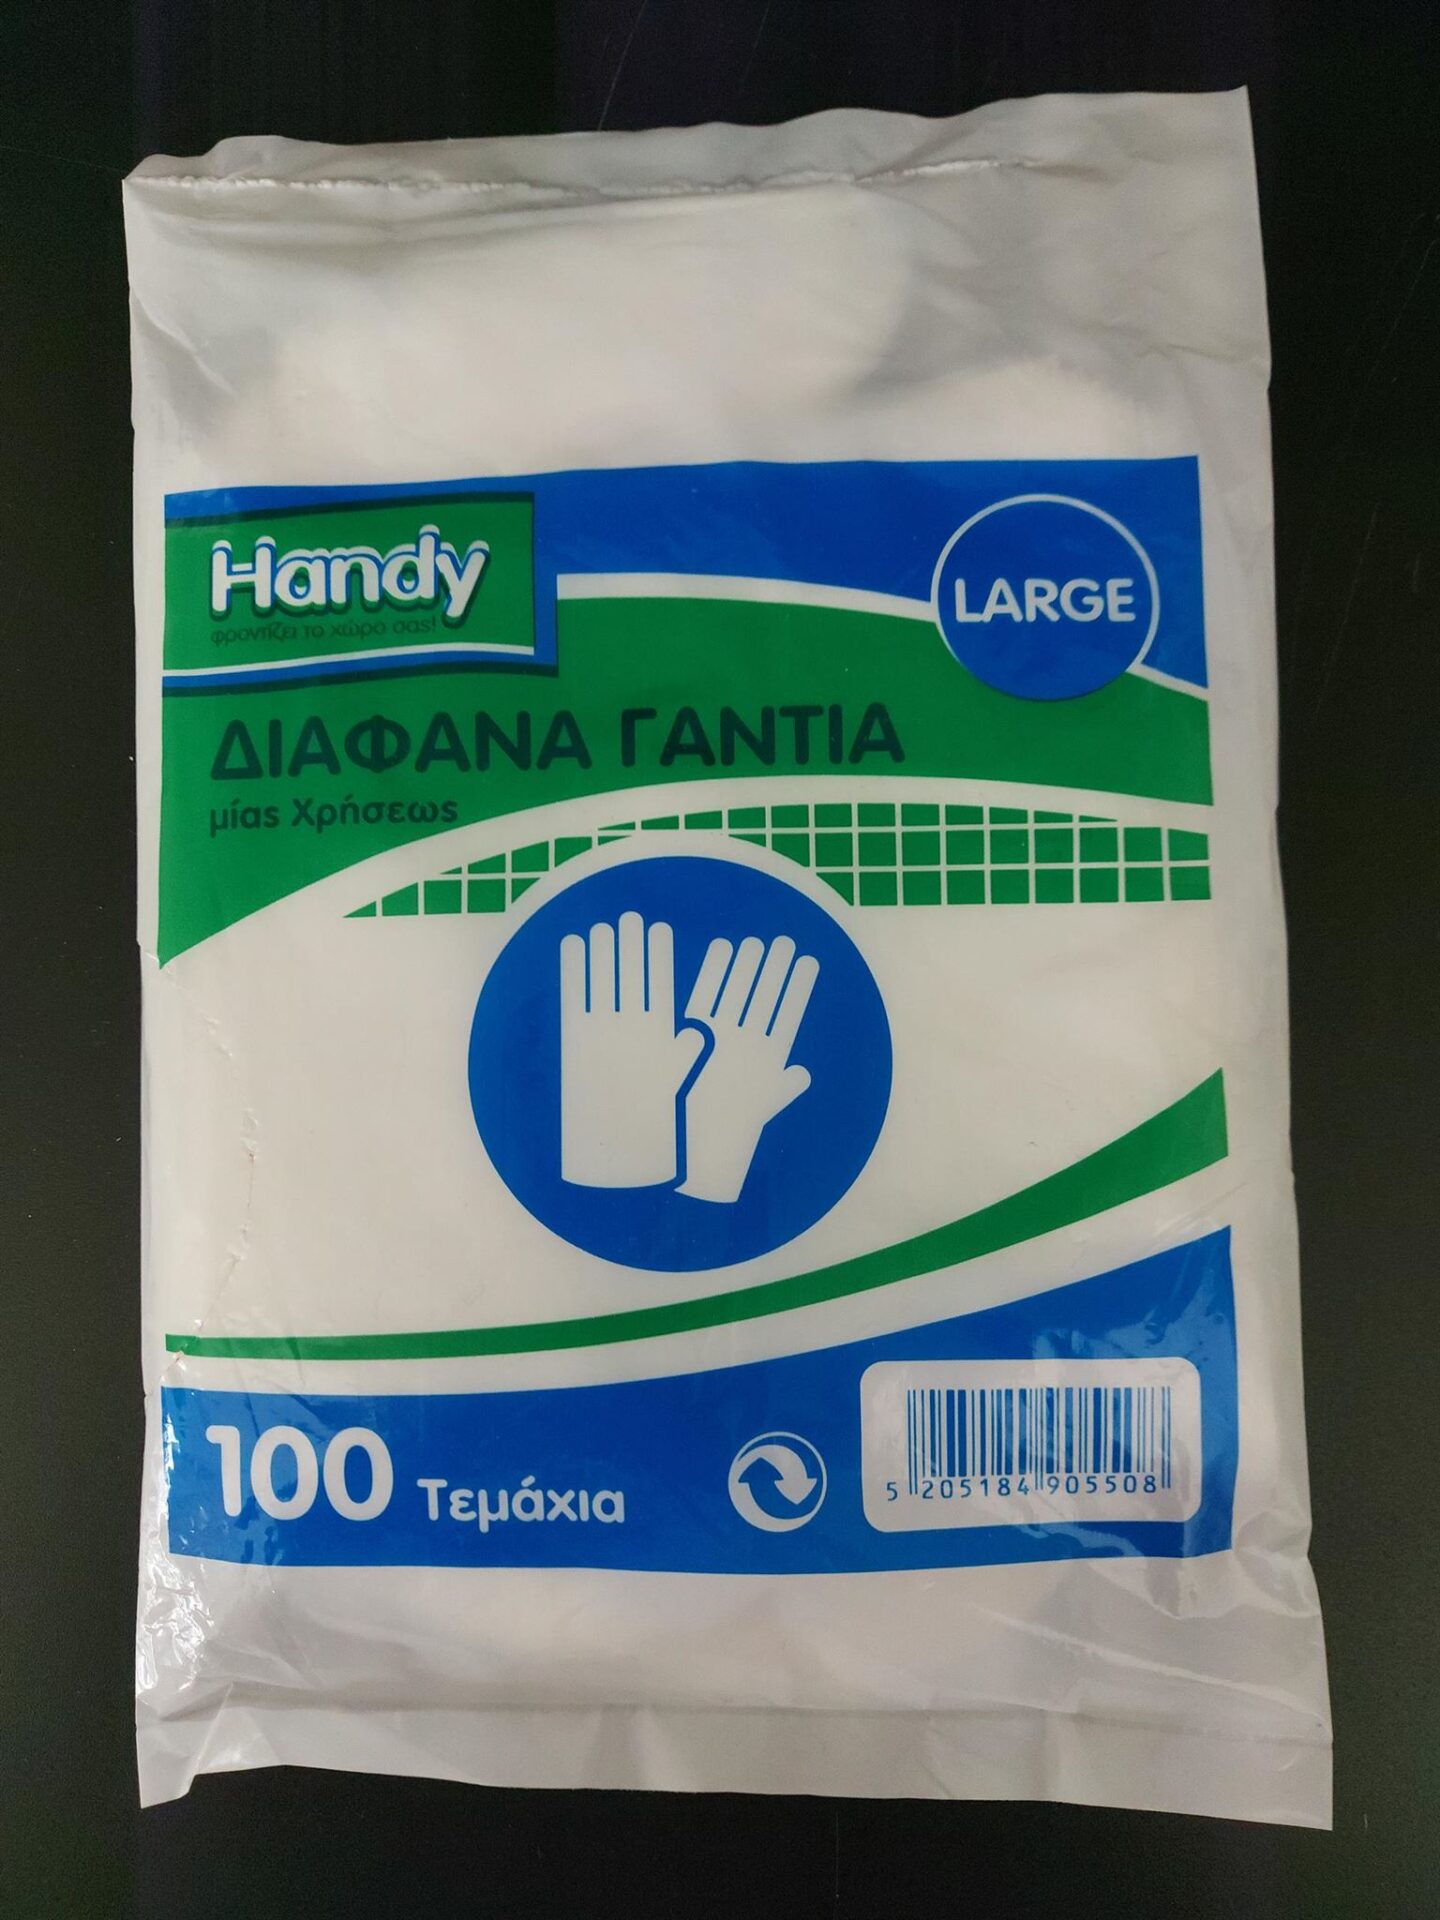 Handy
φροντίζει το χώρο σας!
LARGE
ΔΙΑΦΑΝΑ ΓΑΝΤΙΑ
μίας Χρήσεως
100 Τεμάχια
5 205184 905508